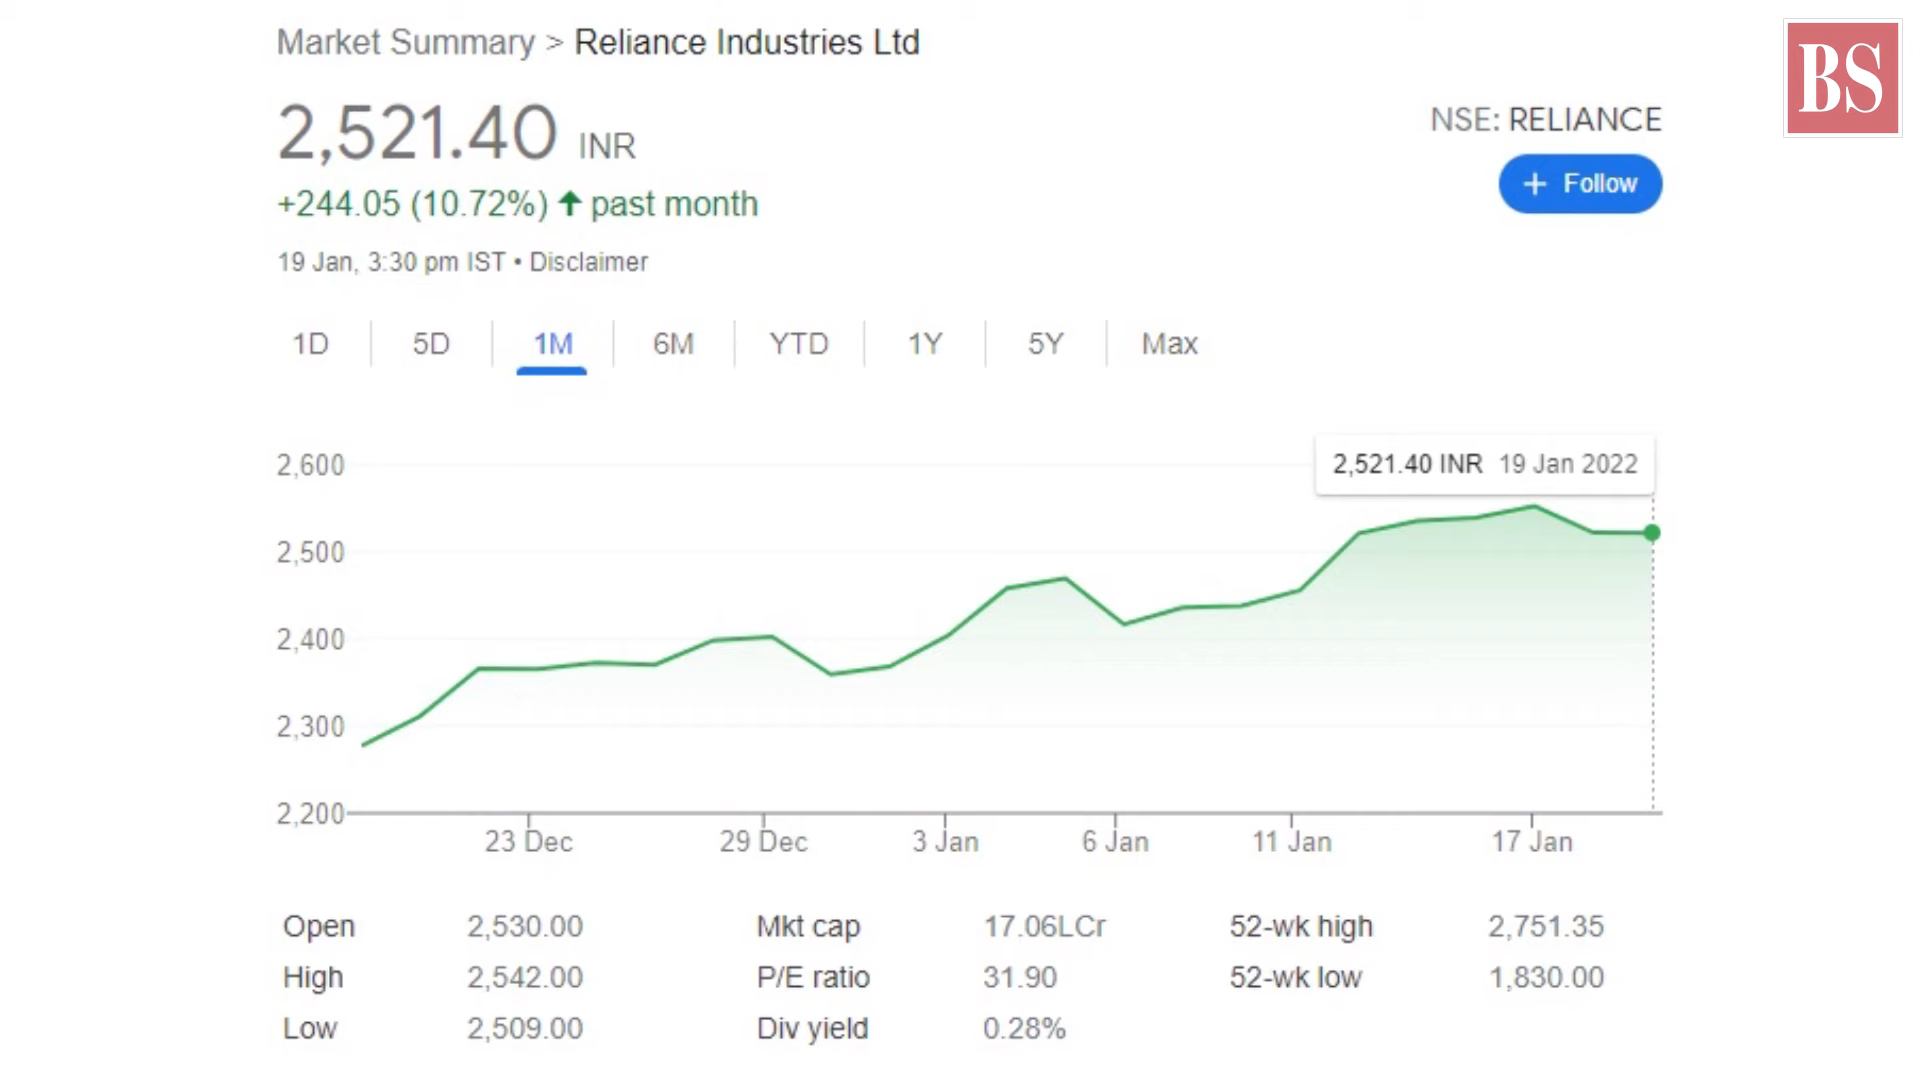 Market Summary > Reliance Industries Ltd
BS
2,521.40 INR
NSE: RELIANCE
+ Follow
+244.05 (10.72%) ↑ past month
19 Jan, 3:30 pm IST • Disclaimer
1D 5D 1M 6M YTD 1Y 5Y Max
2,521.40 INR 19 Jan 2022
2,600
2,500
2,400
2,300
2,200
23 Dec 29 Dec 3 Jan 6 Jan 11 Jan 17 Jan
Open 2,530.00 Mkt cap 17.06LCr 52-wk high 2,751.35
High 2,542.00 P/E ratio 31.90 52-wk low 1,830.00
Low 2,509.00 Div yield 0.28%